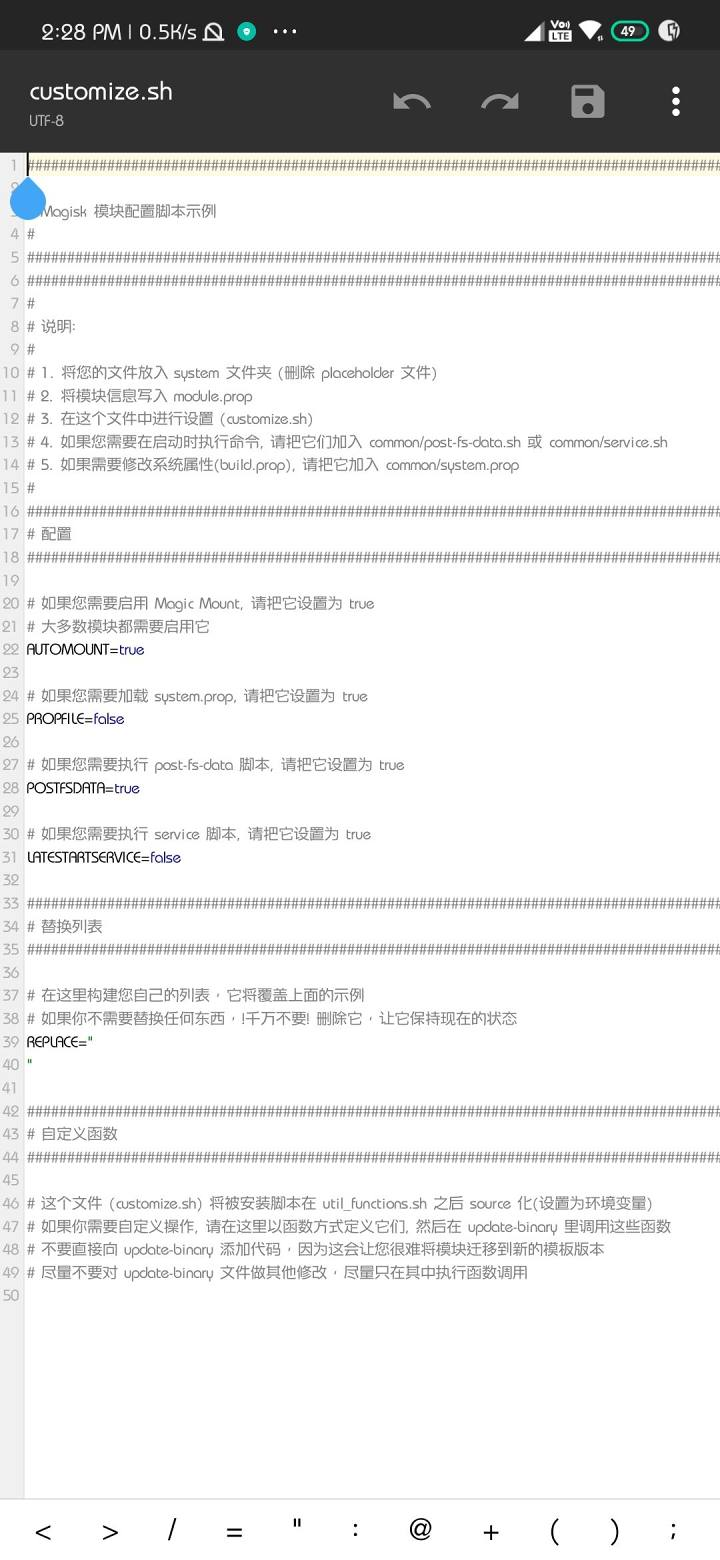 2:28 PM | 0.5K/s
Vo)) LTE
49
customize.sh
UTF-8
1 ##########################################################################################
3 Magisk 模块配置脚本示例
4 #
5 ##########################################################################################
6 ##########################################################################################
7 #
8 # 说明:
9 #
10 # 1. 将您的文件放入 system 文件夹 (删除 placeholder 文件)
11 # 2. 将模块信息写入 module.prop
12 # 3. 在这个文件中进行设置 (customize.sh)
13 # 4. 如果您需要在启动时执行命令, 请把它们加入 common/post-fs-data.sh 或 common/service.sh
14 # 5. 如果需要修改系统属性(build.prop), 请把它加入 common/system.prop
15 #
16 ##########################################################################################
17 # 配置
18 ##########################################################################################
19
20 # 如果您需要启用 Magic Mount, 请把它设置为 true
21 # 大多数模块都需要启用它
22 AUTOMOUNT=true
23
24 # 如果您需要加载 system.prop, 请把它设置为 true
25 PROPFILE=false
26
27 # 如果您需要执行 post-fs-data 脚本, 请把它设置为 true
28 POSTFSDATA=true
29
30 # 如果您需要执行 service 脚本, 请把它设置为 true
31 LATESTARTSERVICE=false
32
33 ##########################################################################################
34 # 替换列表
35 ##########################################################################################
36
37 # 在这里构建您自己的列表，它将覆盖上面的示例
38 # 如果你不需要替换任何东西，!千万不要! 删除它，让它保持现在的状态
39 REPLACE="
40 "
41
42 ##########################################################################################
43 # 自定义函数
44 ##########################################################################################
45
46 # 这个文件 (customize.sh) 将被安装脚本在 util_functions.sh 之后 source 化(设置为环境变量)
47 # 如果你需要自定义操作, 请在这里以函数方式定义它们, 然后在 update-binary 里调用这些函数
48 # 不要直接向 update-binary 添加代码，因为这会让您很难将模块迁移到新的模板版本
49 # 尽量不要对 update-binary 文件做其他修改，尽量只在其中执行函数调用
50
< > / = " : @ + ( ) ;